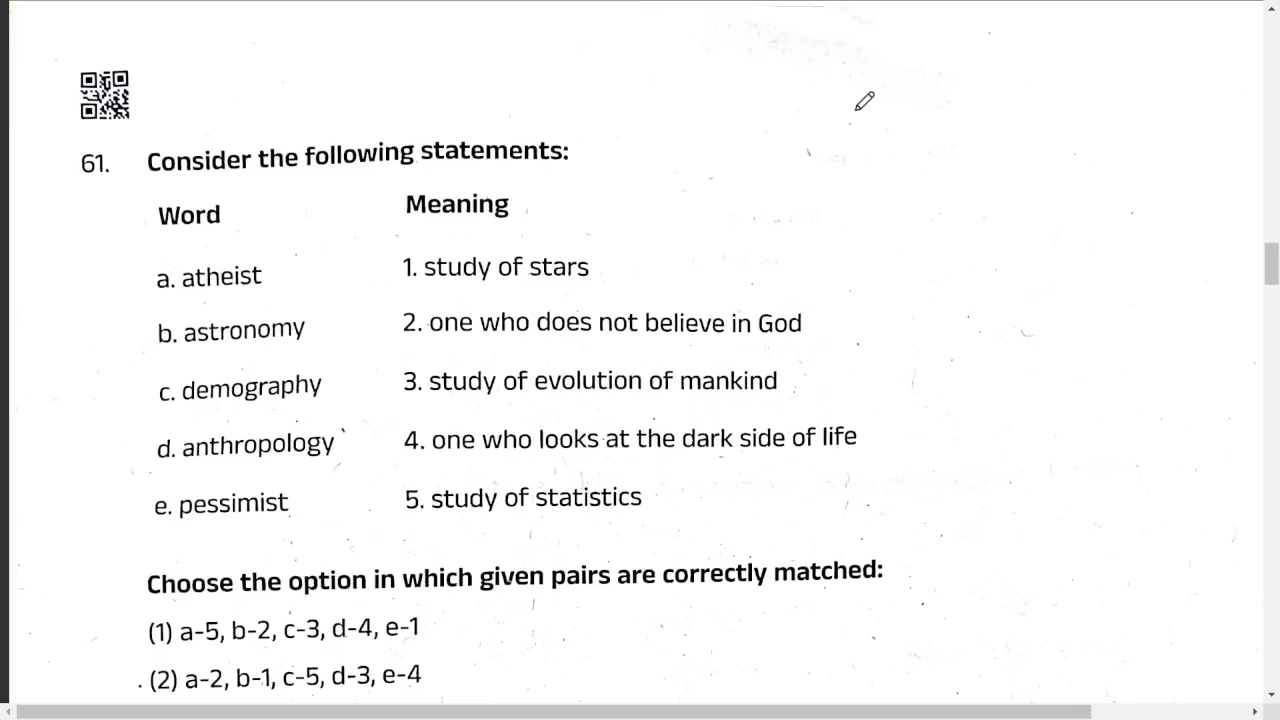 61. Consider the following statements:
Word Meaning
a. atheist 1. study of stars
b. astronomy 2. one who does not believe in God
c. demography 3. study of evolution of mankind
d. anthropology 4. one who looks at the dark side of life
e. pessimist 5. study of statistics
Choose the option in which given pairs are correctly matched:
(1) a-5, b-2, c-3, d-4, e-1
(2) a-2, b-1, c-5, d-3, e-4